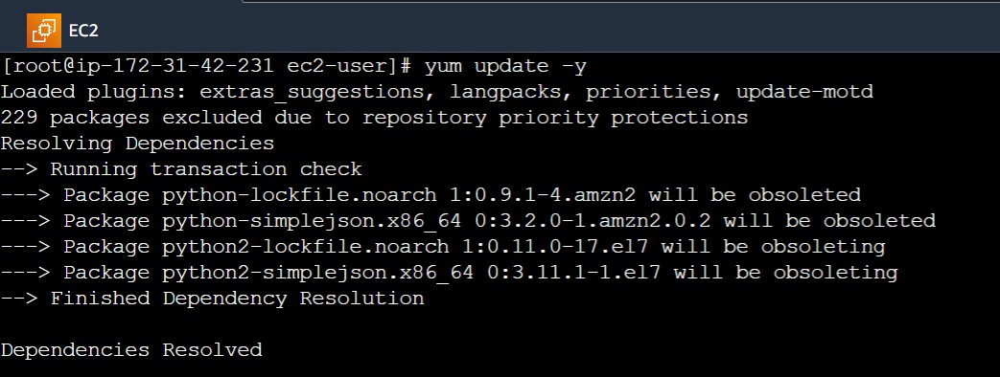 EC2
[root@ip-172-31-42-231 ec2-user]# yum update -y
Loaded plugins: extras_suggestions, langpacks, priorities, update-motd
229 packages excluded due to repository priority protections
Resolving Dependencies
--> Running transaction check
---> Package python-lockfile.noarch 1:0.9.1-4.amzn2 will be obsoleted
---> Package python-simplejson.x86_64 0:3.2.0-1.amzn2.0.2 will be obsoleted
---> Package python2-lockfile.noarch 1:0.11.0-17.el7 will be obsoleting
---> Package python2-simplejson.x86_64 0:3.11.1-1.el7 will be obsoleting
--> Finished Dependency Resolution
Dependencies Resolved